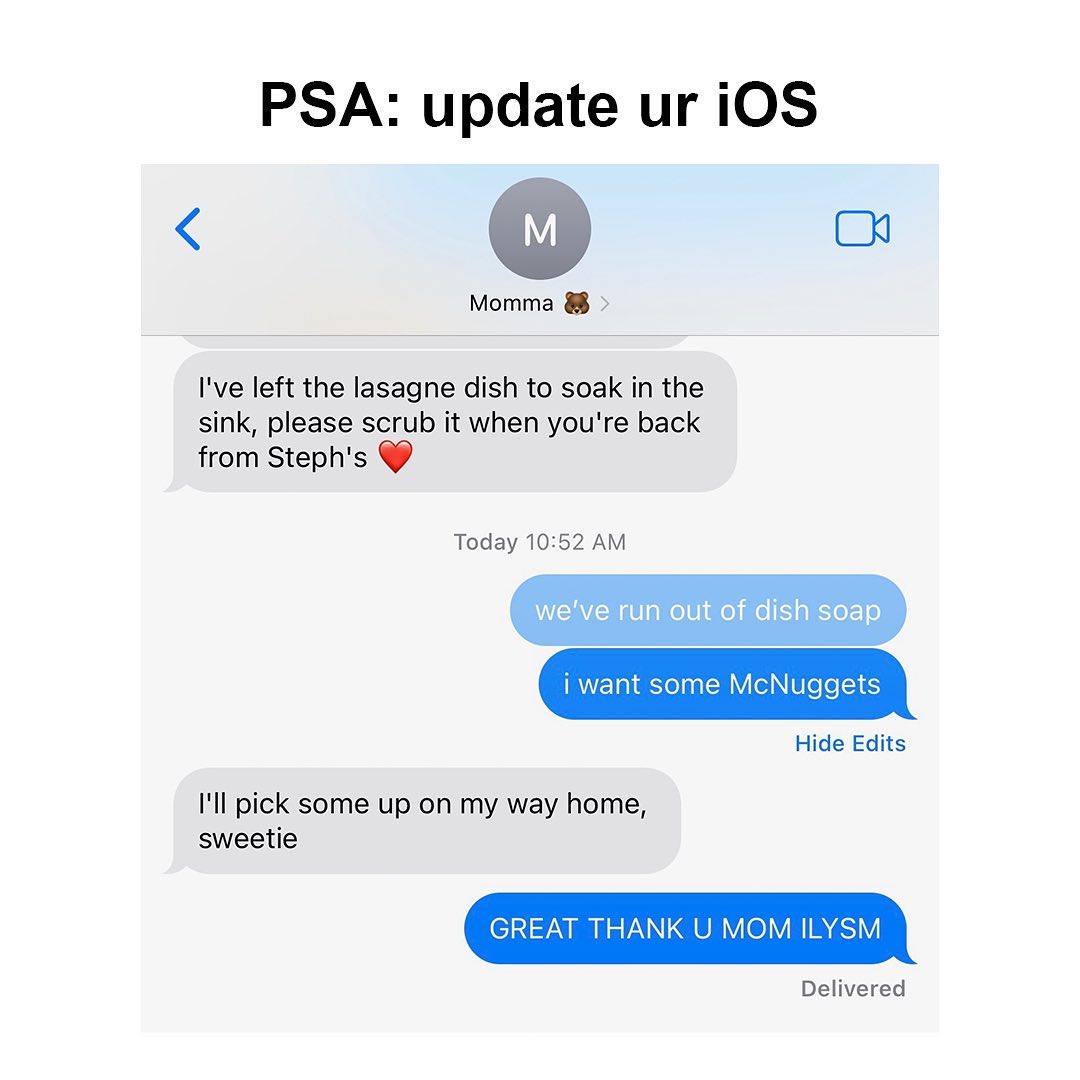 PSA: update ur iOS
M
Momma 🐻
I've left the lasagne dish to soak in the
sink, please scrub it when you're back
from Steph's ❤️
Today 10:52 AM
we’ve run out of dish soap
i want some McNuggets
Hide Edits
I'll pick some up on my way home,
sweetie
GREAT THANK U MOM ILYSM
Delivered